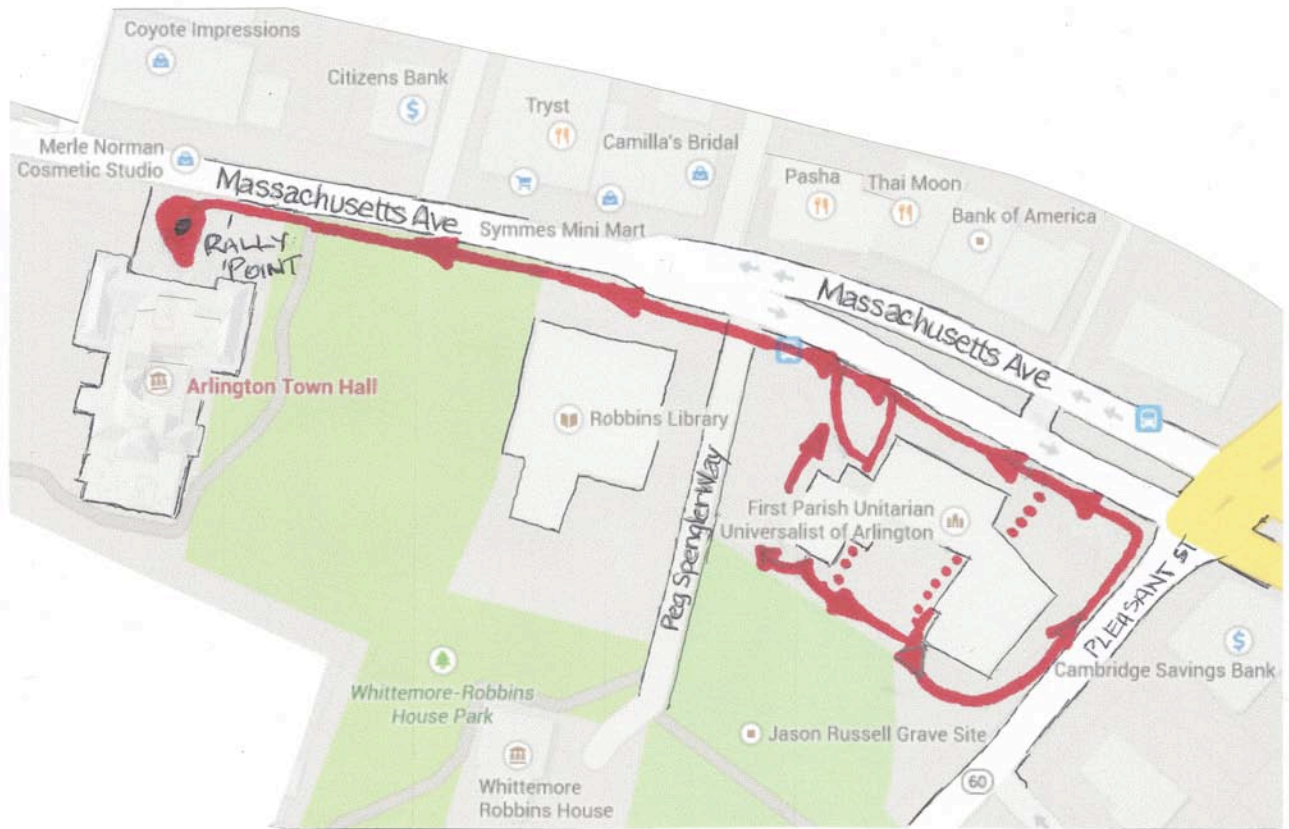 Coyote Impressions
Citizens Bank
$
Tryst
Camilla's Bridal
Merle Norman
Cosmetic Studio
Massachusetts Ave
Pasha
Thai Moon
Bank of America
Symmes Mini Mart
RALLY
POINT
Massachusetts Ave
Arlington Town Hall
Robbins Library
Peg Spengler Way
First Parish Unitarian
Universalist of Arlington
PLEASANT ST
$
Cambridge Savings Bank
Whittemore-Robbins
House Park
Jason Russell Grave Site
Whittemore
Robbins House
60